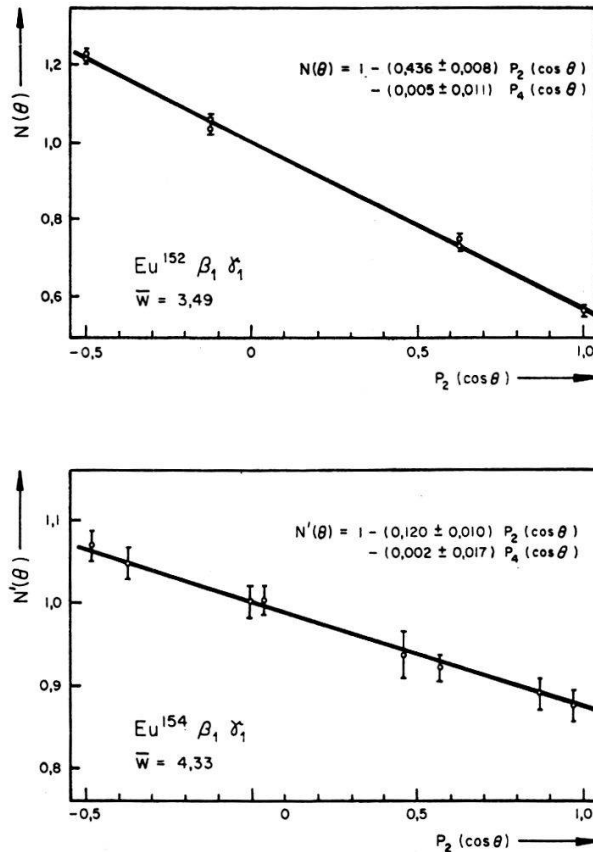 N(θ)
1,2
1,0
0,8
0,6
N(θ) = 1 − (0,436 ± 0,008) P₂ (cos θ)
− (0,005 ± 0,011) P₄ (cos θ)
Eu¹⁵² β₁ γ₁
W̅ = 3,49
−0,5 0 0,5 1,0
P₂ (cos θ)
N'(θ)
1,1
1,0
0,9
0,8
N'(θ) = 1 − (0,120 ± 0,010) P₂ (cos θ)
− (0,002 ± 0,017) P₄ (cos θ)
Eu¹⁵⁴ β₁ γ₁
W̅ = 4,33
−0,5 0 0,5 1,0
P₂ (cos θ)